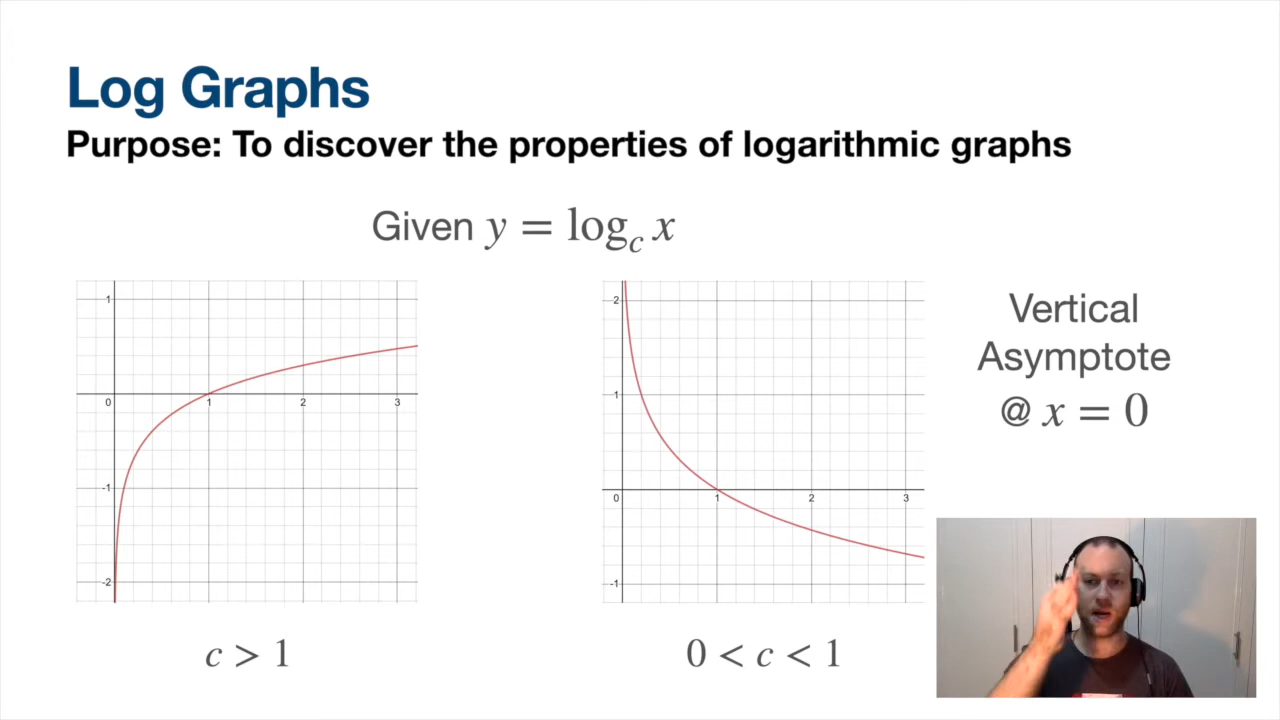 Log Graphs
Purpose: To discover the properties of logarithmic graphs
Given y = log_c x
1
0
1
2
3
-1
-2
c > 1
2
1
0
1
2
3
-1
0 < c < 1
Vertical
Asymptote
@ x = 0